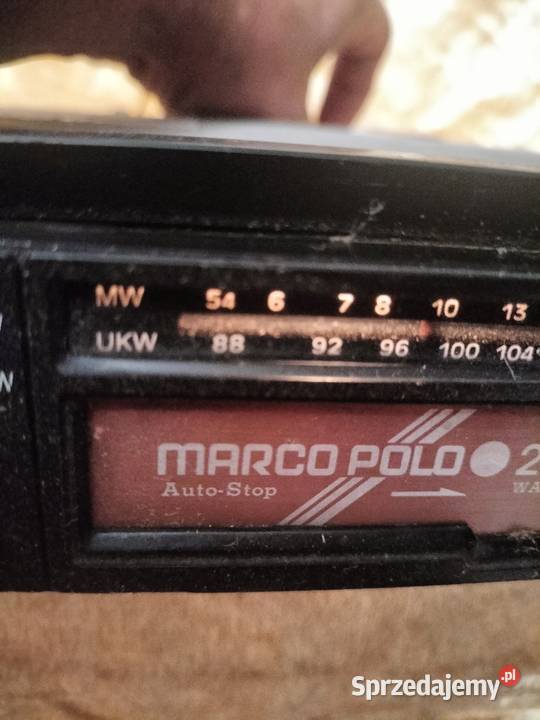 MW 54 6 7 8 10 13
UKW 88 92 96 100 104
N
MARCO POLO 2
Auto-Stop WA
Sprzedajemy.pl